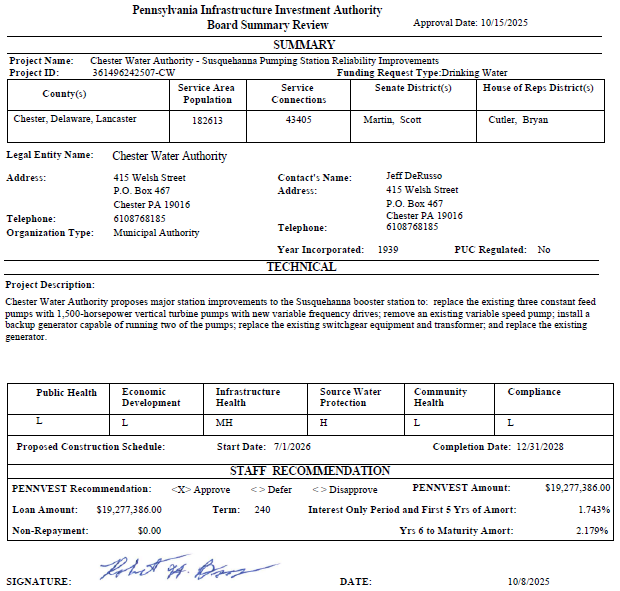 Pennsylvania Infrastructure Investment Authority
Board Summary Review
Approval Date: 10/15/2025
SUMMARY
Project Name: Chester Water Authority - Susquehanna Pumping Station Reliability Improvements
Project ID: 361496242507-CW Funding Request Type:Drinking Water
County(s) Service Area Population Service Connections Senate District(s) House of Reps District(s)
Chester, Delaware, Lancaster 182613 43405 Martin, Scott Cutler, Bryan
Legal Entity Name: Chester Water Authority
Address: 415 Welsh Street
P.O. Box 467
Chester PA 19016
Telephone: 6108768185
Organization Type: Municipal Authority
Contact's Name: Jeff DeRusso
Address: 415 Welsh Street
P.O. Box 467
Chester PA 19016
Telephone: 6108768185
Year Incorporated: 1939 PUC Regulated: No
TECHNICAL
Project Description:
Chester Water Authority proposes major station improvements to the Susquehanna booster station to: replace the existing three constant feed
pumps with 1,500-horsepower vertical turbine pumps with new variable frequency drives; remove an existing variable speed pump; install a
backup generator capable of running two of the pumps; replace the existing switchgear equipment and transformer; and replace the existing
generator.
Public Health Economic Development Infrastructure Health Source Water Protection Community Health Compliance
L L MH H L L
Proposed Construction Schedule: Start Date: 7/1/2026 Completion Date: 12/31/2028
STAFF RECOMMENDATION
PENNVEST Recommendation: <X> Approve < > Defer < > Disapprove PENNVEST Amount: $19,277,386.00
Loan Amount: $19,277,386.00 Term: 240 Interest Only Period and First 5 Yrs of Amort: 1.743%
Non-Repayment: $0.00 Yrs 6 to Maturity Amort: 2.179%
SIGNATURE: DATE: 10/8/2025